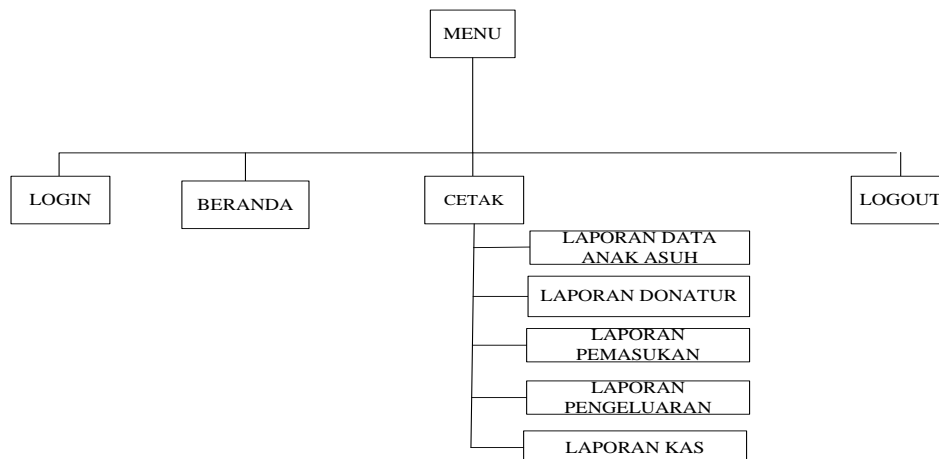 MENU
LOGIN
BERANDA
CETAK
LOGOUT
LAPORAN DATA
ANAK ASUH
LAPORAN DONATUR
LAPORAN
PEMASUKAN
LAPORAN
PENGELUARAN
LAPORAN KAS